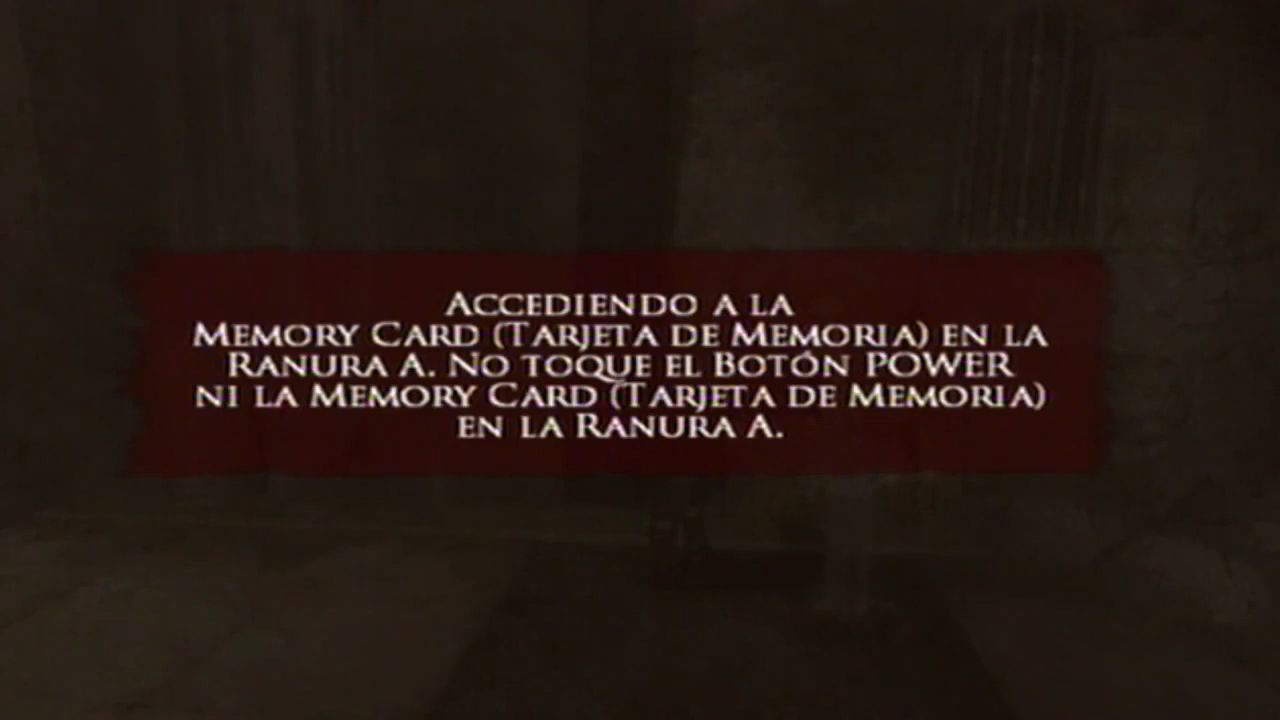 Accediendo a la
Memory Card (Tarjeta de Memoria) en la
Ranura A. No toque el Botón POWER
ni la Memory Card (Tarjeta de Memoria)
en la Ranura A.